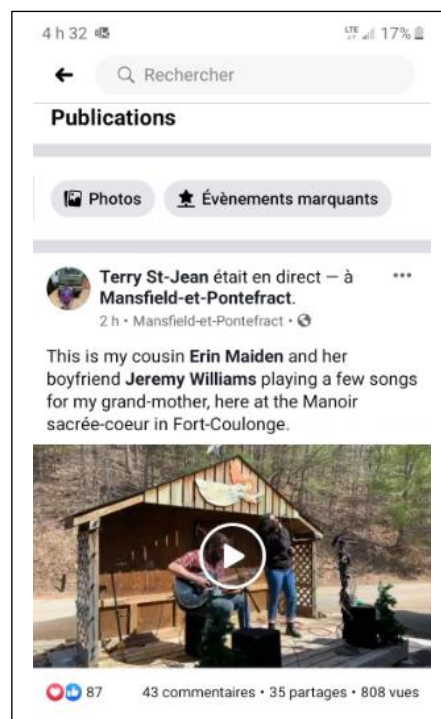 4 h 32
LTE 17%
Rechercher
Publications
Photos
Évènements marquants
Terry St-Jean était en direct — à
Mansfield-et-Pontefract.
2 h • Mansfield-et-Pontefract •
This is my cousin Erin Maiden and her
boyfriend Jeremy Williams playing a few songs
for my grand-mother, here at the Manoir
sacrée-coeur in Fort-Coulonge.
87
43 commentaires • 35 partages • 808 vues